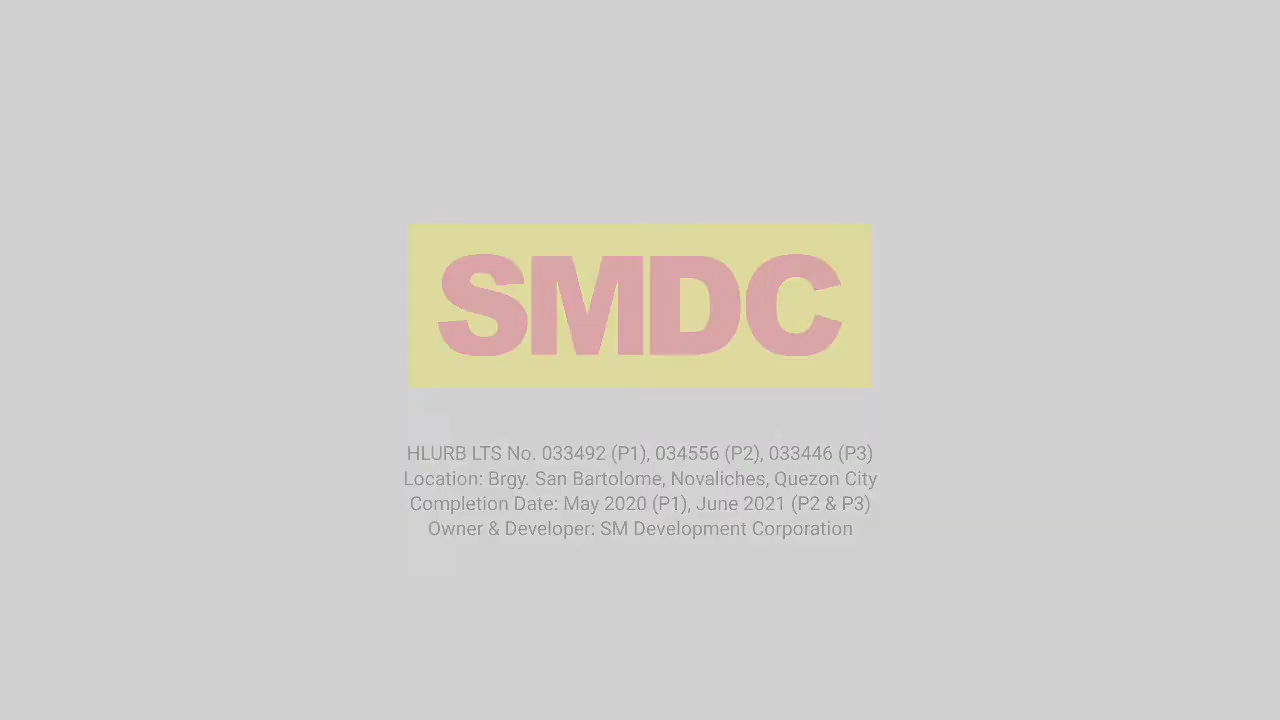 SMDC
HLURB LTS No. 033492 (P1), 034556 (P2), 033446 (P3)
Location: Brgy. San Bartolome, Novaliches, Quezon City
Completion Date: May 2020 (P1), June 2021 (P2 & P3)
Owner & Developer: SM Development Corporation